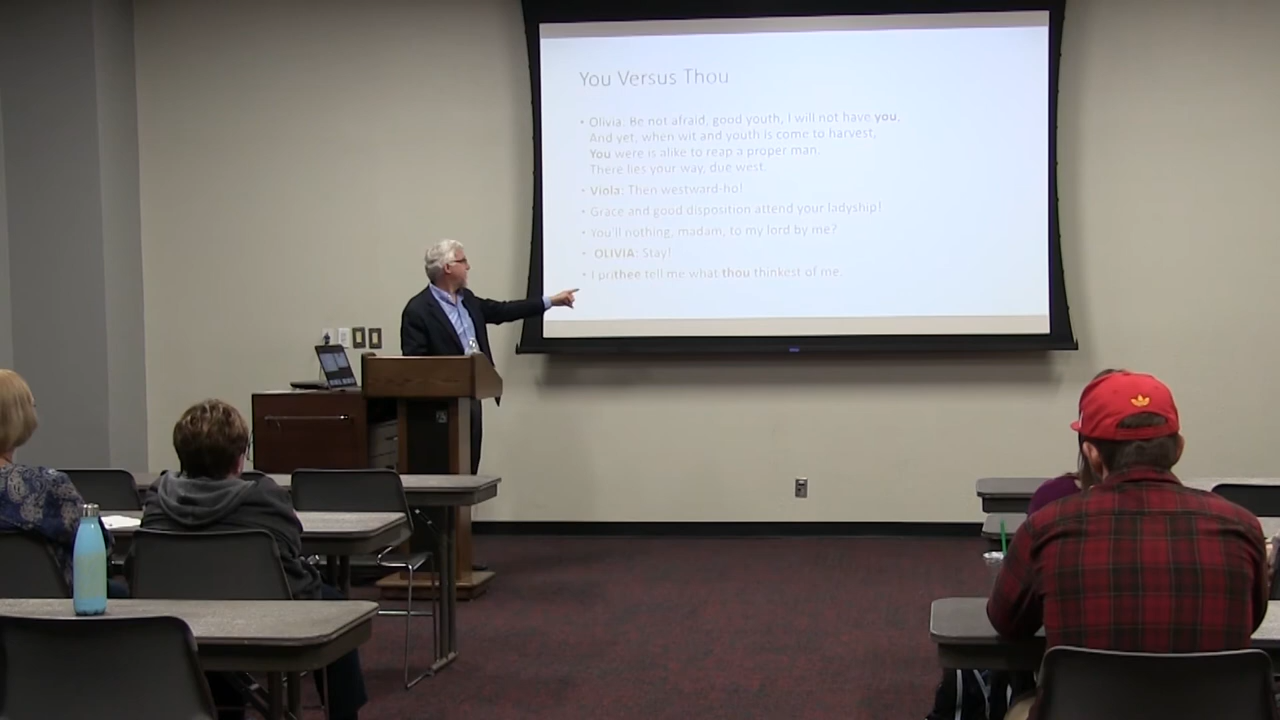 You Versus Thou
• Olivia: Be not afraid, good youth, I will not have you,
And yet, when wit and youth is come to harvest,
You were is alike to reap a proper man.
There lies your way, due west.
• Viola: Then westward-ho!
• Grace and good disposition attend your ladyship!
• You'll nothing, madam, to my lord by me?
• OLIVIA: Stay!
• I prithee tell me what thou thinkest of me.